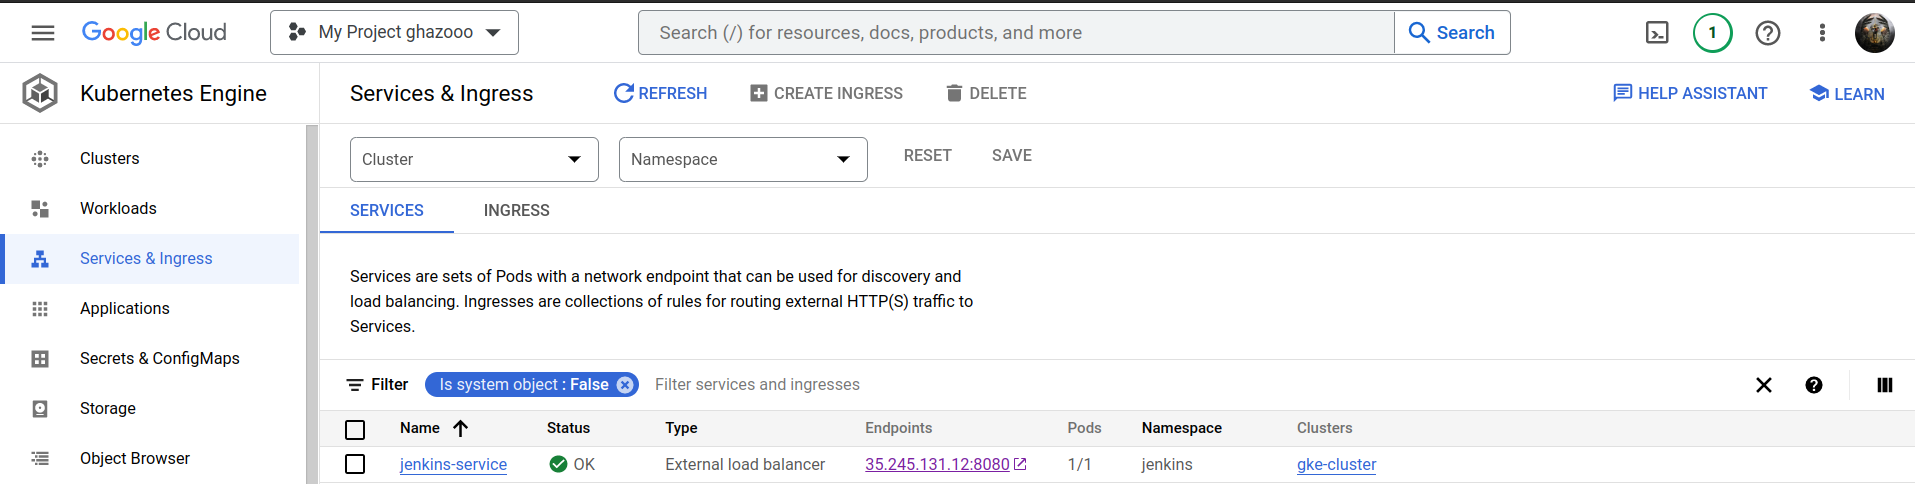 Google Cloud
My Project ghazooo
Search (/) for resources, docs, products, and more
Search
1
Kubernetes Engine
Services & Ingress
REFRESH
CREATE INGRESS
DELETE
HELP ASSISTANT
LEARN
Clusters
Workloads
Services & Ingress
Applications
Secrets & ConfigMaps
Storage
Object Browser
Cluster
Namespace
RESET
SAVE
SERVICES
INGRESS
Services are sets of Pods with a network endpoint that can be used for discovery and
load balancing. Ingresses are collections of rules for routing external HTTP(S) traffic to
Services.
Filter
Is system object : False
Filter services and ingresses
Name Status Type Endpoints Pods Namespace Clusters
jenkins-service OK External load balancer 35.245.131.12:8080 1/1 jenkins gke-cluster